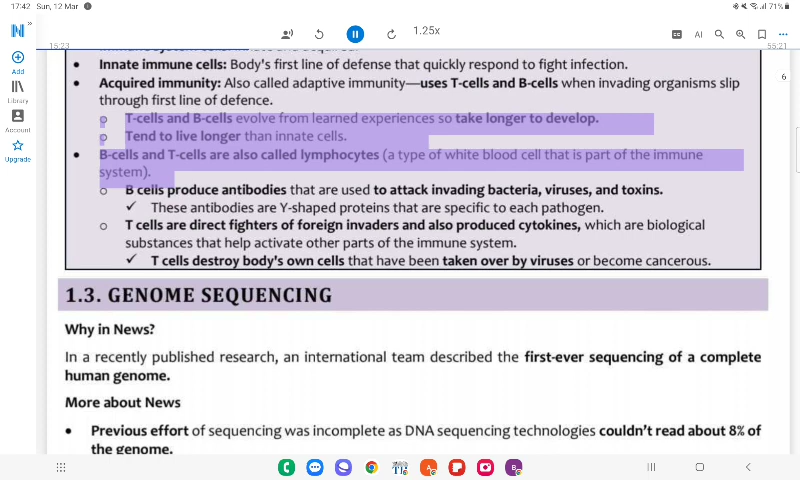 17:42 Sun, 12 Mar
71%
N
1.25x
AI
15:23
55:21
Add
Library
Account
Upgrade
6
Innate immune cells: Body's first line of defense that quickly respond to fight infection.
Acquired immunity: Also called adaptive immunity—uses T-cells and B-cells when invading organisms slip
through first line of defence.
T-cells and B-cells evolve from learned experiences so take longer to develop.
Tend to live longer than innate cells.
B-cells and T-cells are also called lymphocytes (a type of white blood cell that is part of the immune
system).
B cells produce antibodies that are used to attack invading bacteria, viruses, and toxins.
✓ These antibodies are Y-shaped proteins that are specific to each pathogen.
T cells are direct fighters of foreign invaders and also produced cytokines, which are biological
substances that help activate other parts of the immune system.
✓ T cells destroy body's own cells that have been taken over by viruses or become cancerous.
1.3. GENOME SEQUENCING
Why in News?
In a recently published research, an international team described the first-ever sequencing of a complete
human genome.
More about News
Previous effort of sequencing was incomplete as DNA sequencing technologies couldn't read about 8% of
the genome.